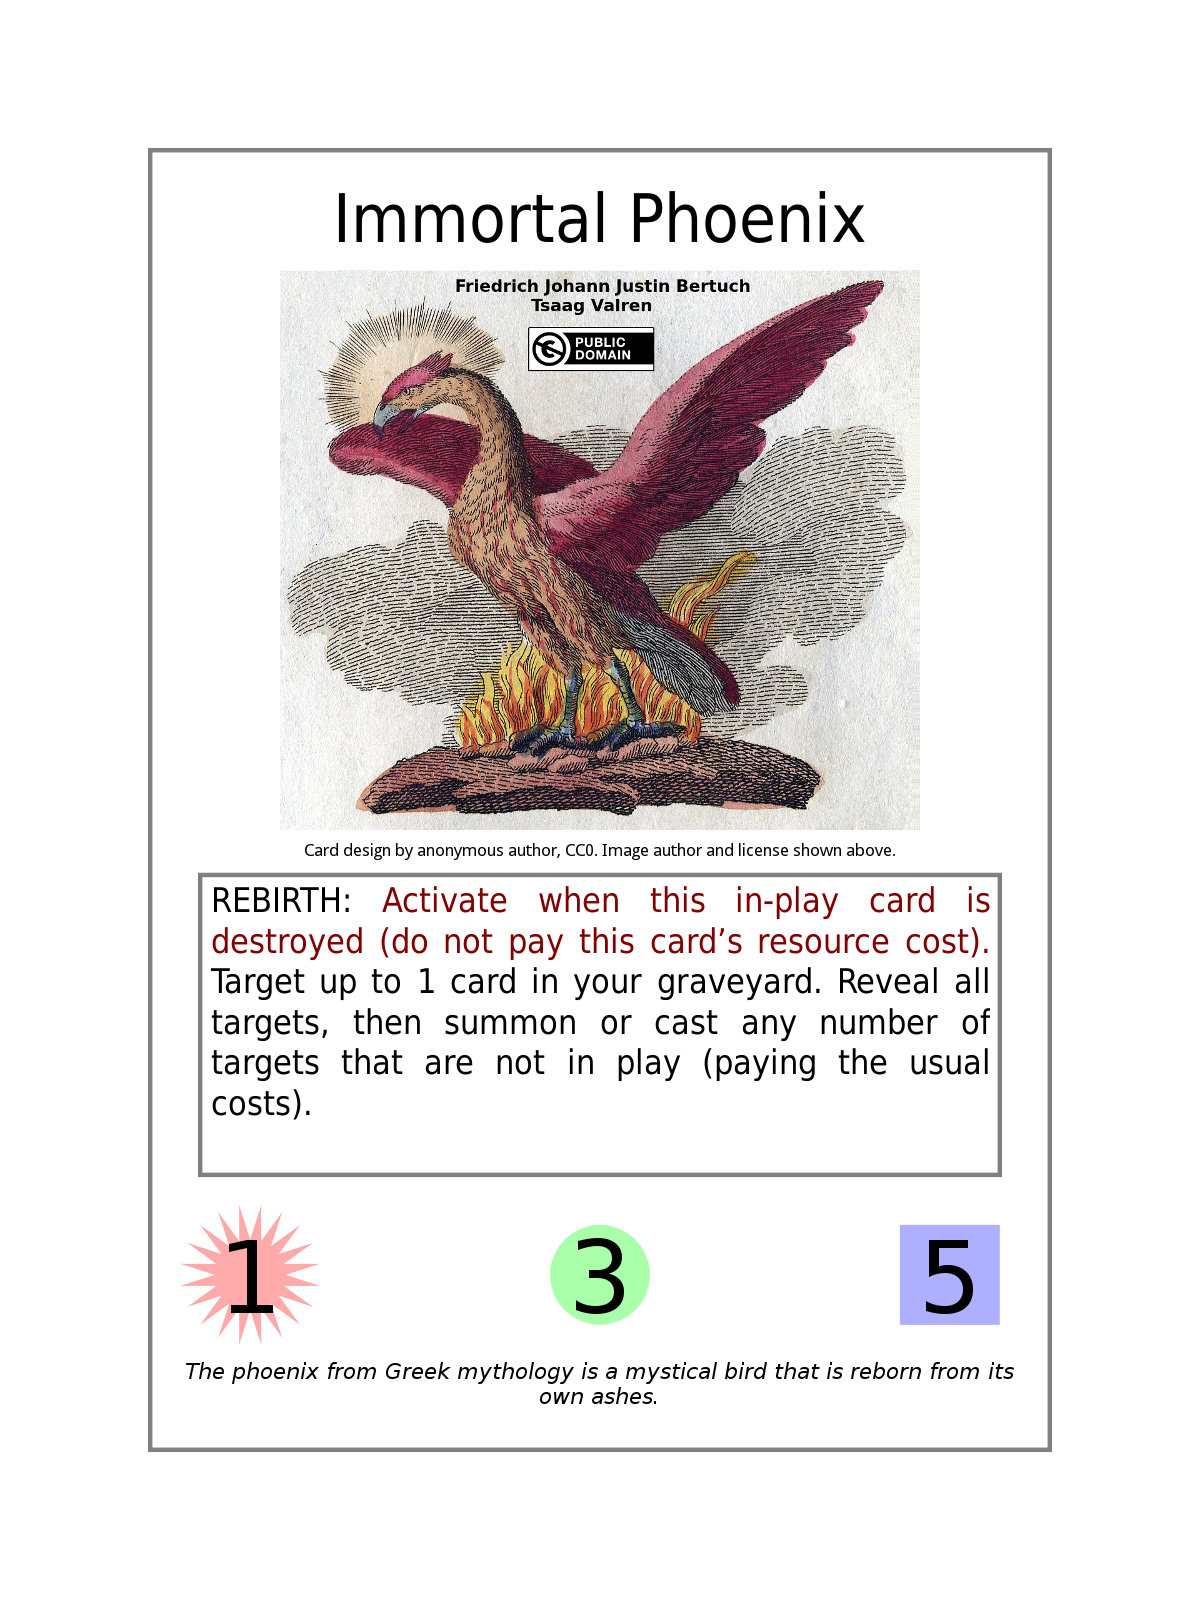 Immortal Phoenix
Friedrich Johann Justin Bertuch
Tsaag Valren
PUBLIC
DOMAIN
Card design by anonymous author, CC0. Image author and license shown above.
REBIRTH: Activate when this in-play card is
destroyed (do not pay this card’s resource cost).
Target up to 1 card in your graveyard. Reveal all
targets, then summon or cast any number of
targets that are not in play (paying the usual
costs).
1 3 5
The phoenix from Greek mythology is a mystical bird that is reborn from its
own ashes.